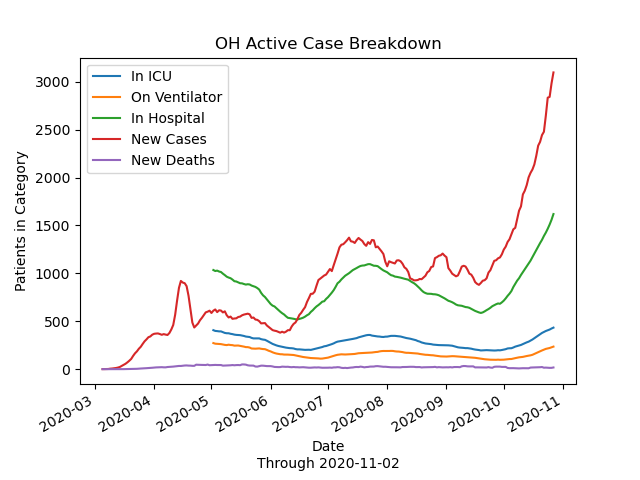 OH Active Case Breakdown
In ICU
On Ventilator
In Hospital
New Cases
New Deaths
Patients in Category
3000
2500
2000
1500
1000
500
0
2020-03
2020-04
2020-05
2020-06
2020-07
2020-08
2020-09
2020-10
2020-11
Date
Through 2020-11-02